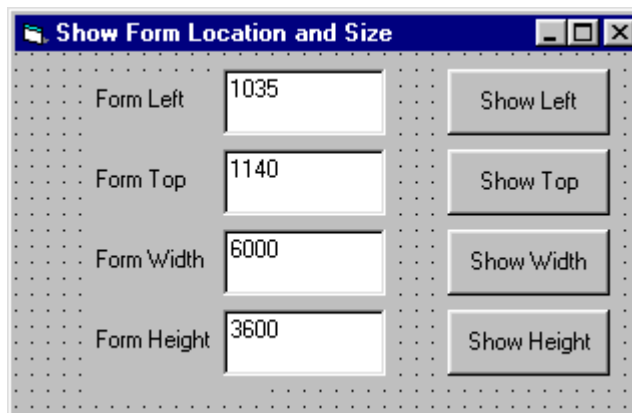 Show Form Location and Size
Form Left 1035 Show Left
Form Top 1140 Show Top
Form Width 6000 Show Width
Form Height 3600 Show Height